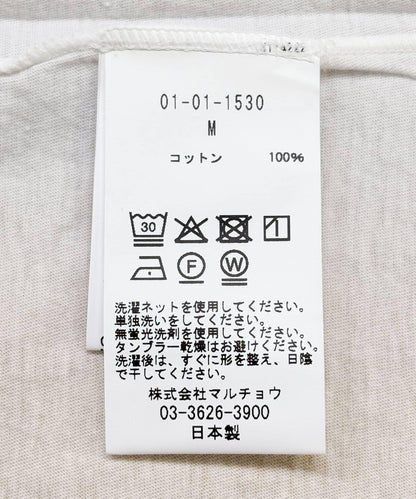 01-01-1530
M
コットン 100%
30
F W
洗濯ネットを使用してください。
単独洗いをしてください。
無蛍光洗剤を使用してください。
タンブラー乾燥はお避けください。
洗濯後は、すぐに形を整え、日陰
で干してください。
株式会社マルチョウ
03-3626-3900
日本製